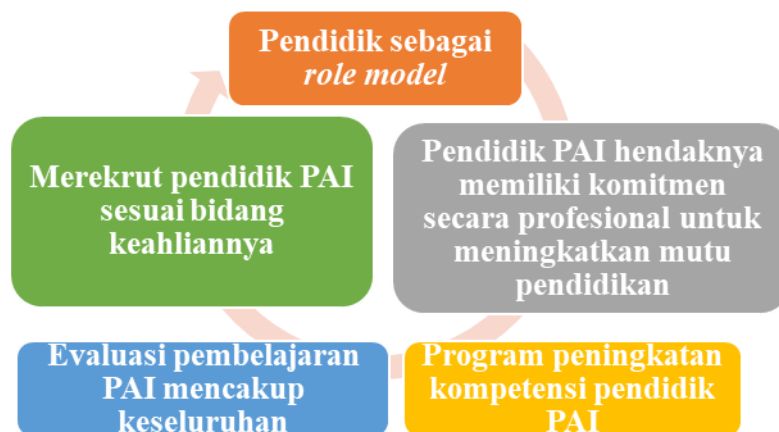 Pendidik sebagai
role model
Merekrut pendidik PAI
sesuai bidang
keahliannya
Pendidik PAI hendaknya
memiliki komitmen
secara profesional untuk
meningkatkan mutu
pendidikan
Evaluasi pembelajaran
PAI mencakup
keseluruhan
Program peningkatan
kompetensi pendidik
PAI